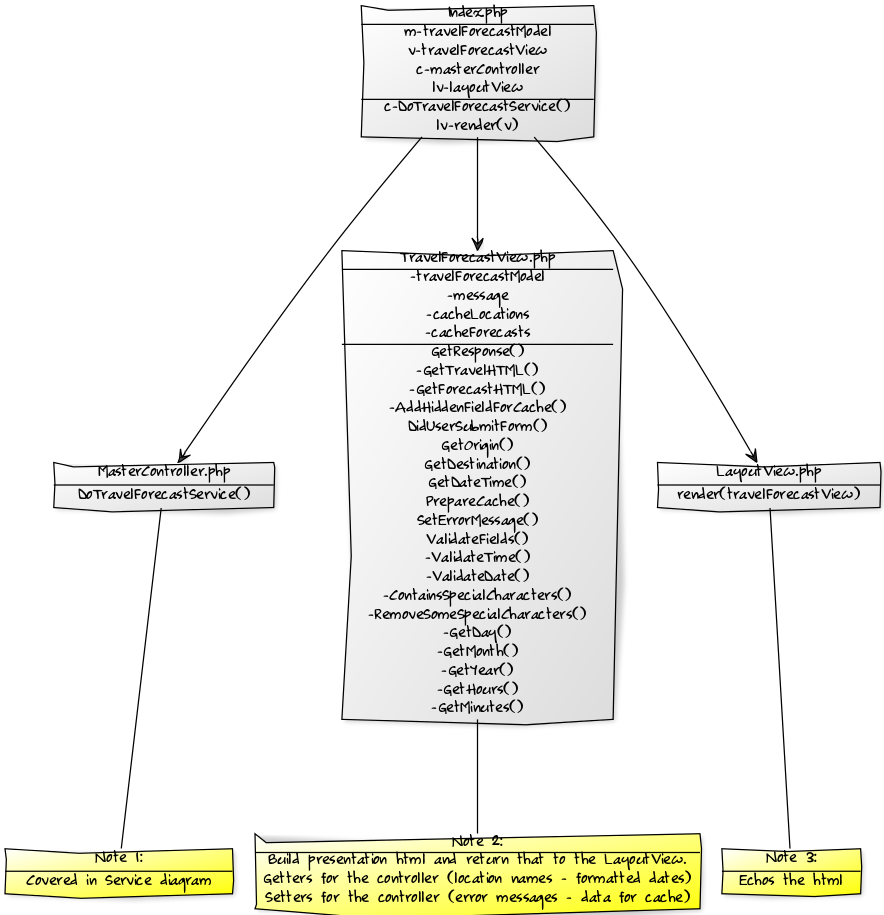 Index.php
m-travelForecastModel
v-travelForecastView
c-masterController
lv-layoutView
c-DoTravelForecastService()
lv-render(v)
TravelForecastView.php
-travelForecastModel
-message
-cacheLocations
-cacheForecasts
GetResponse()
-GetTravelHTML()
-GetForecastHTML()
-AddHiddenFieldForCache()
DidUserSubmitForm()
GetOrigin()
GetDestination()
GetDateTime()
PrepareCache()
SetErrorMessage()
ValidateFields()
-ValidateTime()
-ValidateDate()
-ContainsSpecialCharacters()
-RemoveSomeSpecialCharacters()
-GetDay()
-GetMonth()
-GetYear()
-GetHours()
-GetMinutes()
MasterController.php
DoTravelForecastService()
LayoutView.php
render(travelForecastView)
Note 1:
Covered in Service diagram
Note 2:
Build presentation html and return that to the LayoutView.
Getters for the controller (location names - formatted dates)
Setters for the controller (error messages - data for cache)
Note 3:
Echos the html